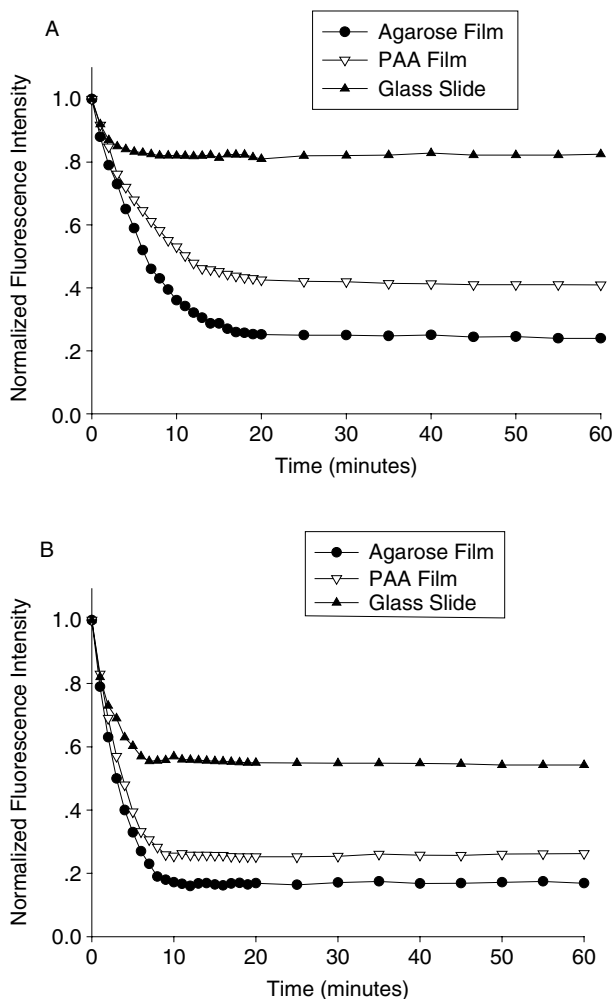 A
Agarose Film
PAA Film
Glass Slide
Normalized Fluorescence Intensity
1.0
.8
.6
.4
.2
0.0
0 10 20 30 40 50 60
Time (minutes)
B
Agarose Film
PAA Film
Glass Slide
Normalized Fluorescence Intensity
1.0
.8
.6
.4
.2
0.0
0 10 20 30 40 50 60
Time (minutes)